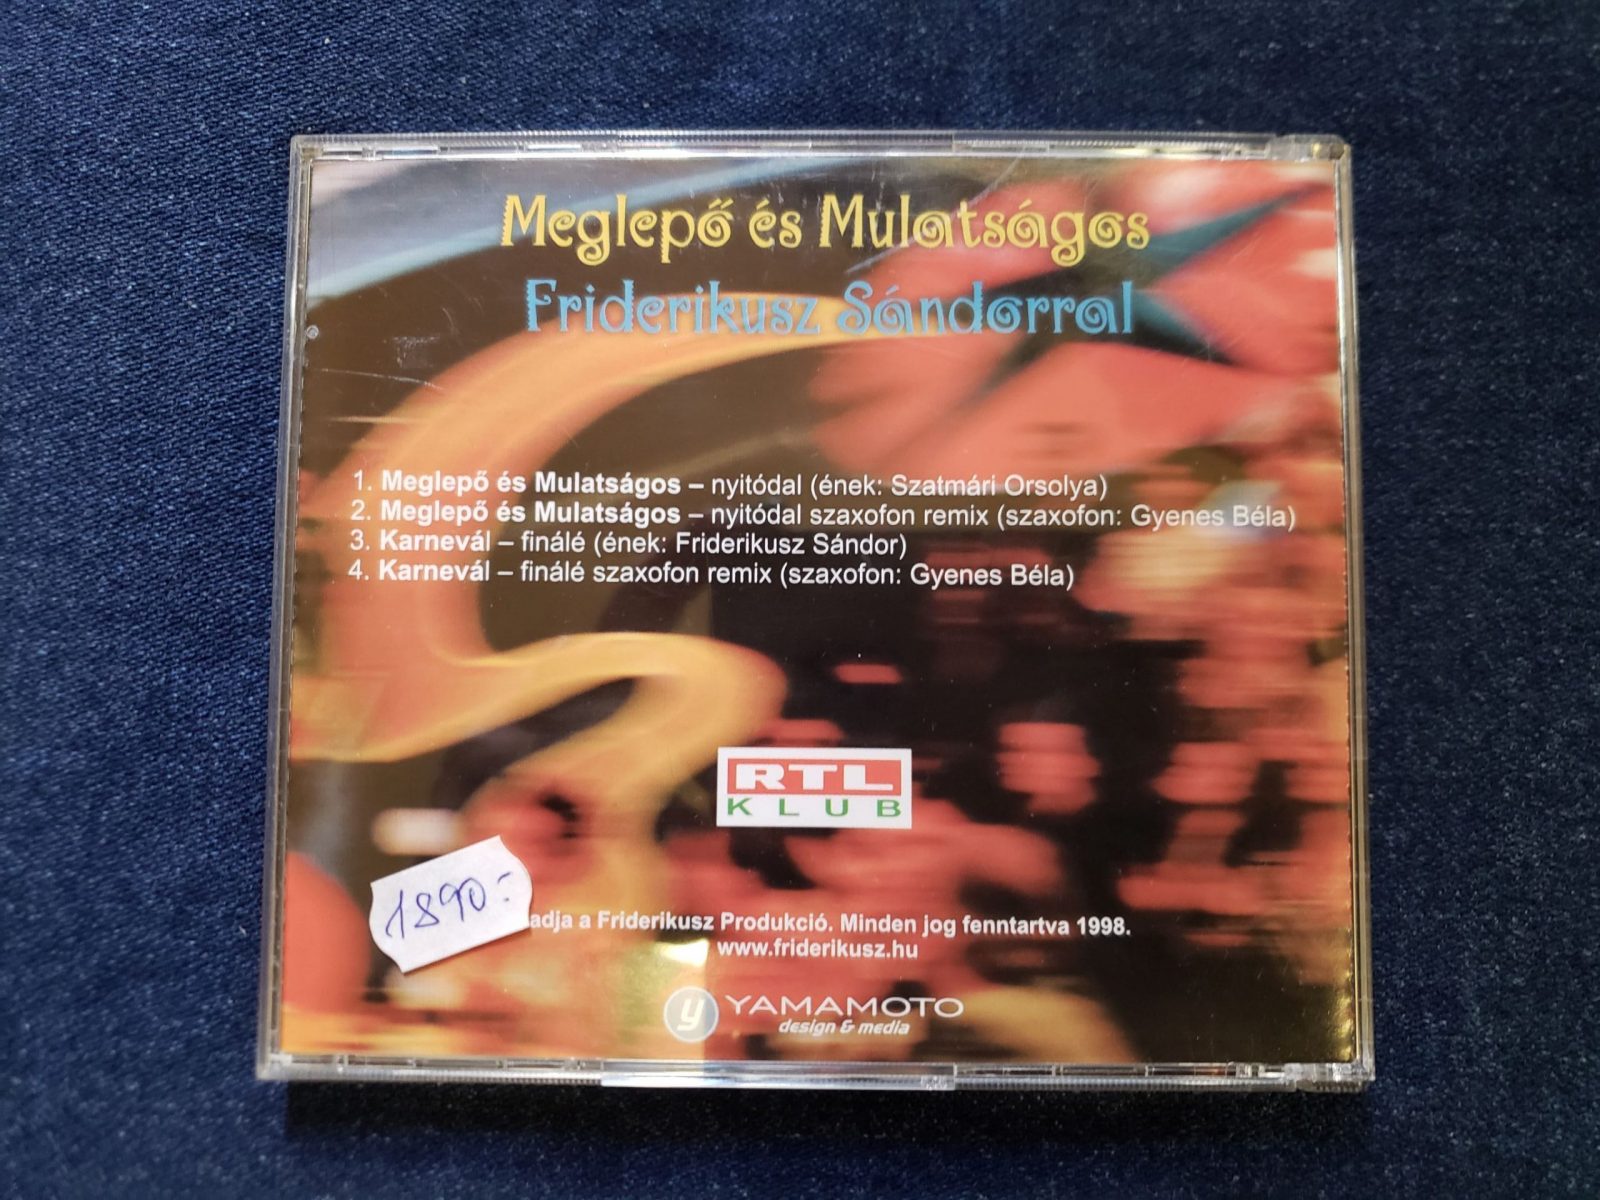 Meglepő és Mulatságos
Friderikusz Sándorral
1. Meglepő és Mulatságos – nyitódal (ének: Szatmári Orsolya)
2. Meglepő és Mulatságos – nyitódal szaxofon remix (szaxofon: Gyenes Béla)
3. Karnevál – finálé (ének: Friderikusz Sándor)
4. Karnevál – finálé szaxofon remix (szaxofon: Gyenes Béla)
RTL
KLUB
1890.-
a Friderikusz Produkció. Minden jog fenntartva 1998.
www.friderikusz.hu
y YAMAMOTO
design & media